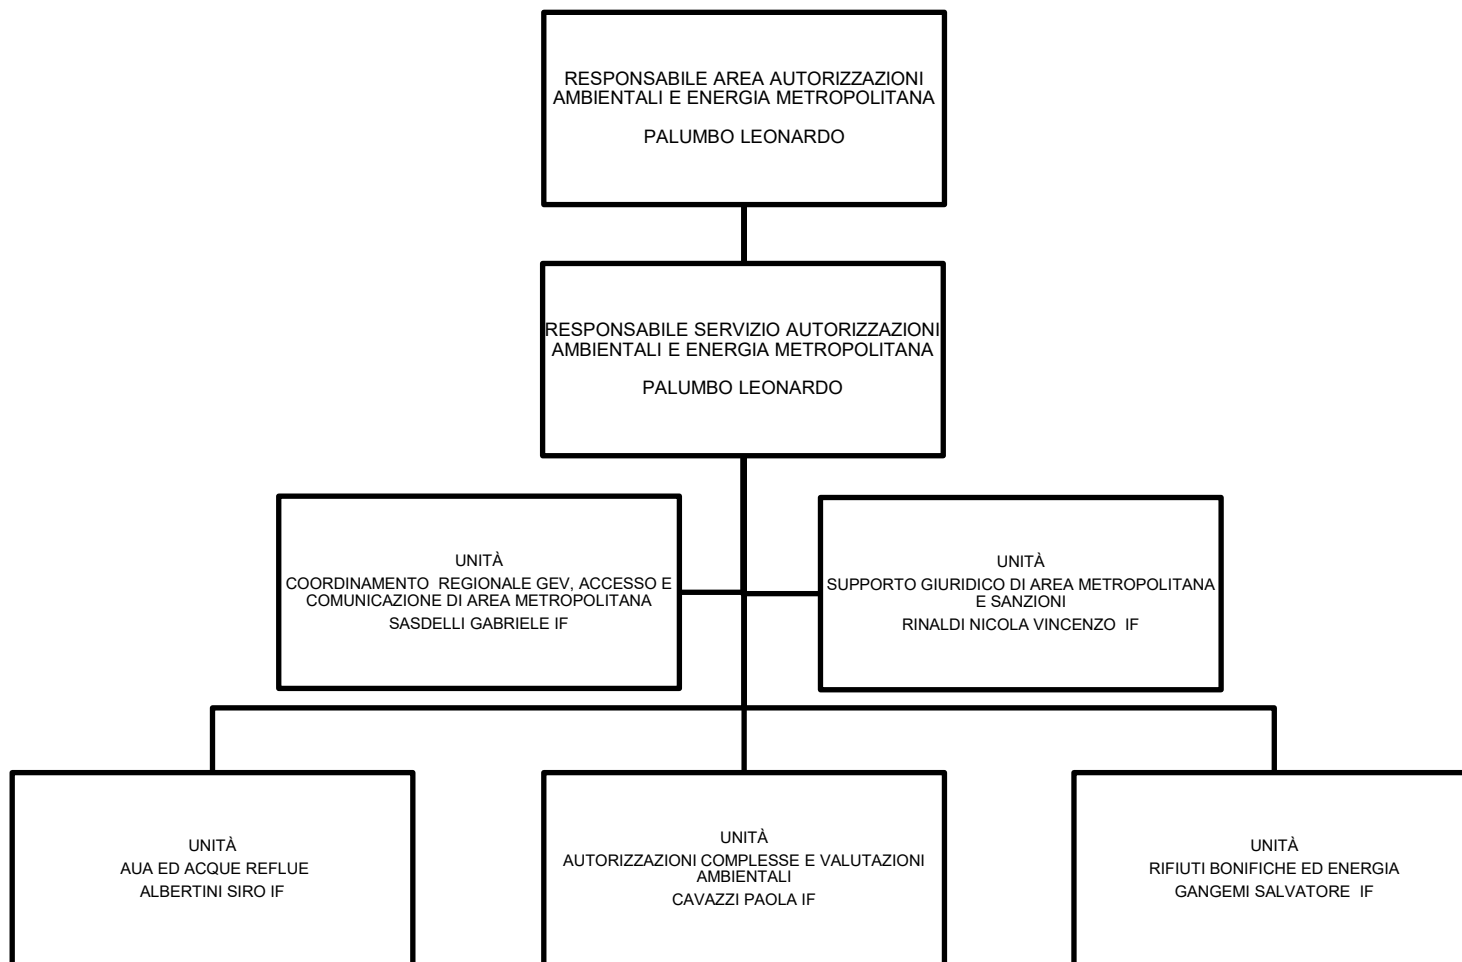 RESPONSABILE AREA AUTORIZZAZIONI
AMBIENTALI E ENERGIA METROPOLITANA
PALUMBO LEONARDO
RESPONSABILE SERVIZIO AUTORIZZAZIONI
AMBIENTALI E ENERGIA METROPOLITANA
PALUMBO LEONARDO
UNITÀ
COORDINAMENTO REGIONALE GEV, ACCESSO E
COMUNICAZIONE DI AREA METROPOLITANA
SASDELLI GABRIELE IF
UNITÀ
SUPPORTO GIURIDICO DI AREA METROPOLITANA
E SANZIONI
RINALDI NICOLA VINCENZO IF
UNITÀ
AUA ED ACQUE REFLUE
ALBERTINI SIRO IF
UNITÀ
AUTORIZZAZIONI COMPLESSE E VALUTAZIONI
AMBIENTALI
CAVAZZI PAOLA IF
UNITÀ
RIFIUTI BONIFICHE ED ENERGIA
GANGEMI SALVATORE IF